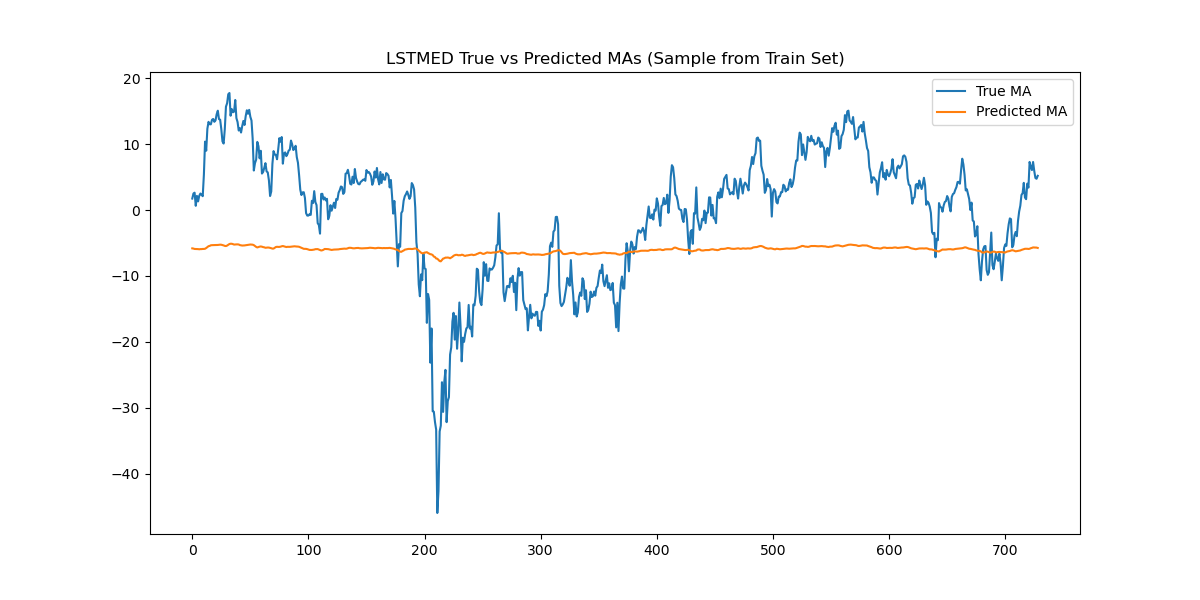 LSTMED True vs Predicted MAs (Sample from Train Set)
True MA
Predicted MA
20
10
0
−10
−20
−30
−40
0 100 200 300 400 500 600 700